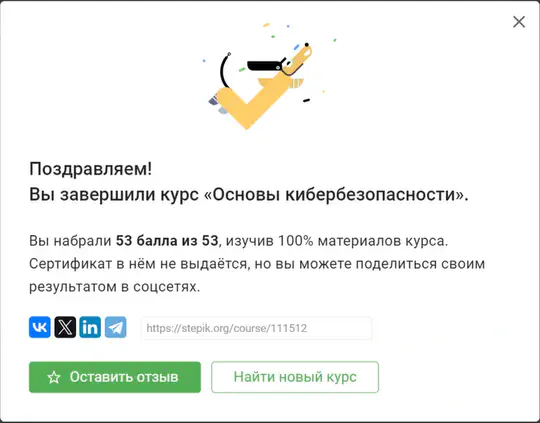 Поздравляем!
Вы завершили курс «Основы кибербезопасности».
Вы набрали 53 балла из 53, изучив 100% материалов курса.
Сертификат в нём не выдаётся, но вы можете поделиться своим
результатом в соцсетях.
https://stepik.org/course/111512
Оставить отзыв
Найти новый курс